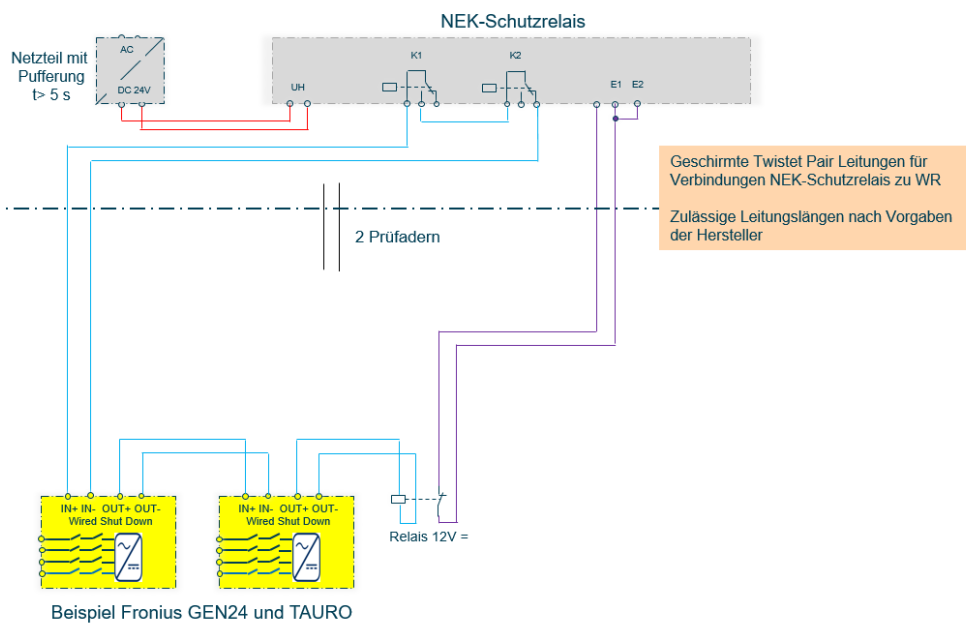 NEK-Schutzrelais
Netzteil mit
Pufferung
t> 5 s
AC
DC 24V
UH
K1
K2
E1 E2
Geschirmte Twistet Pair Leitungen für
Verbindungen NEK-Schutzrelais zu WR
Zulässige Leitungslängen nach Vorgaben
der Hersteller
2 Prüfadern
IN+ IN- OUT+ OUT-
Wired Shut Down
IN+ IN- OUT+ OUT-
Wired Shut Down
Relais 12V =
Beispiel Fronius GEN24 und TAURO